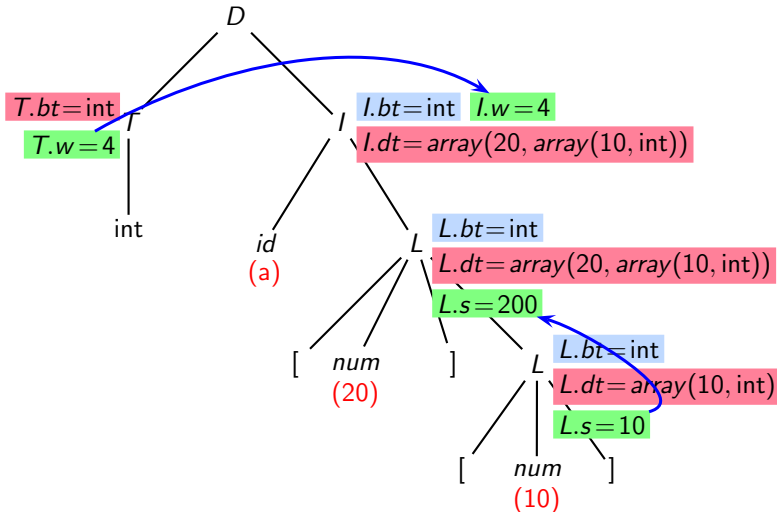 D
T.bt = int
T
T.w = 4
I
I.bt = int
I.w = 4
I.dt = array(20, array(10, int))
int
id
(a)
L
L.bt = int
L.dt = array(20, array(10, int))
L.s = 200
[
num
]
(20)
L
L.bt = int
L.dt = array(10, int)
L.s = 10
[
num
]
(10)